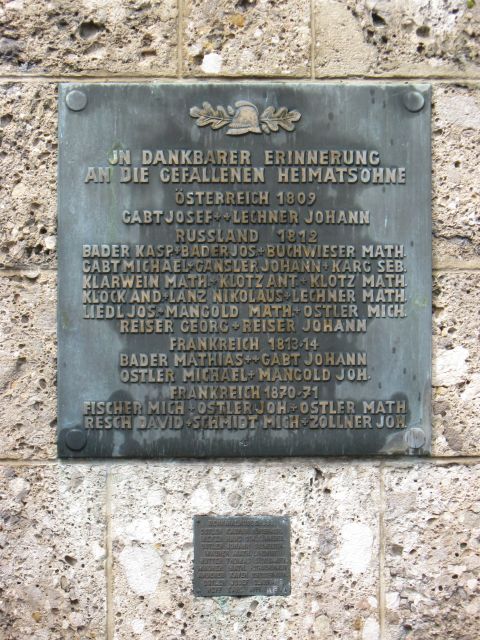 JN DANKBARER ERINNERUNG
AN DIE GEFALLENEN HEIMATSÖHNE
ÖSTERREICH 1809
GABT JOSEF ++ LECHNER JOHANN
RUSSLAND 1812
BADER KASP + BADER JOS + BUCHWIESER MATH.
GABT MICHAEL + GANSLER JOHANN + KARG SEB.
KLARWEIN MATH + KLOTZ ANT + KLOTZ MATH
KLOCK AND + LANZ NIKOLAUS + LECHNER MATH
LIEDL JOS + MANGOLD MATH + OSTLER MICH.
REISER GEORG + REISER JOHANN
FRANKREICH 1813-14
BADER MATHIAS ++ GABT JOHANN
OSTLER MICHAEL + MANGOLD JOH.
FRANKREICH 1870-71
FISCHER MICH + OSTLER JOH + OSTLER MATH
RESCH DAVID + SCHMIDT MICH + ZOLLNER JOH